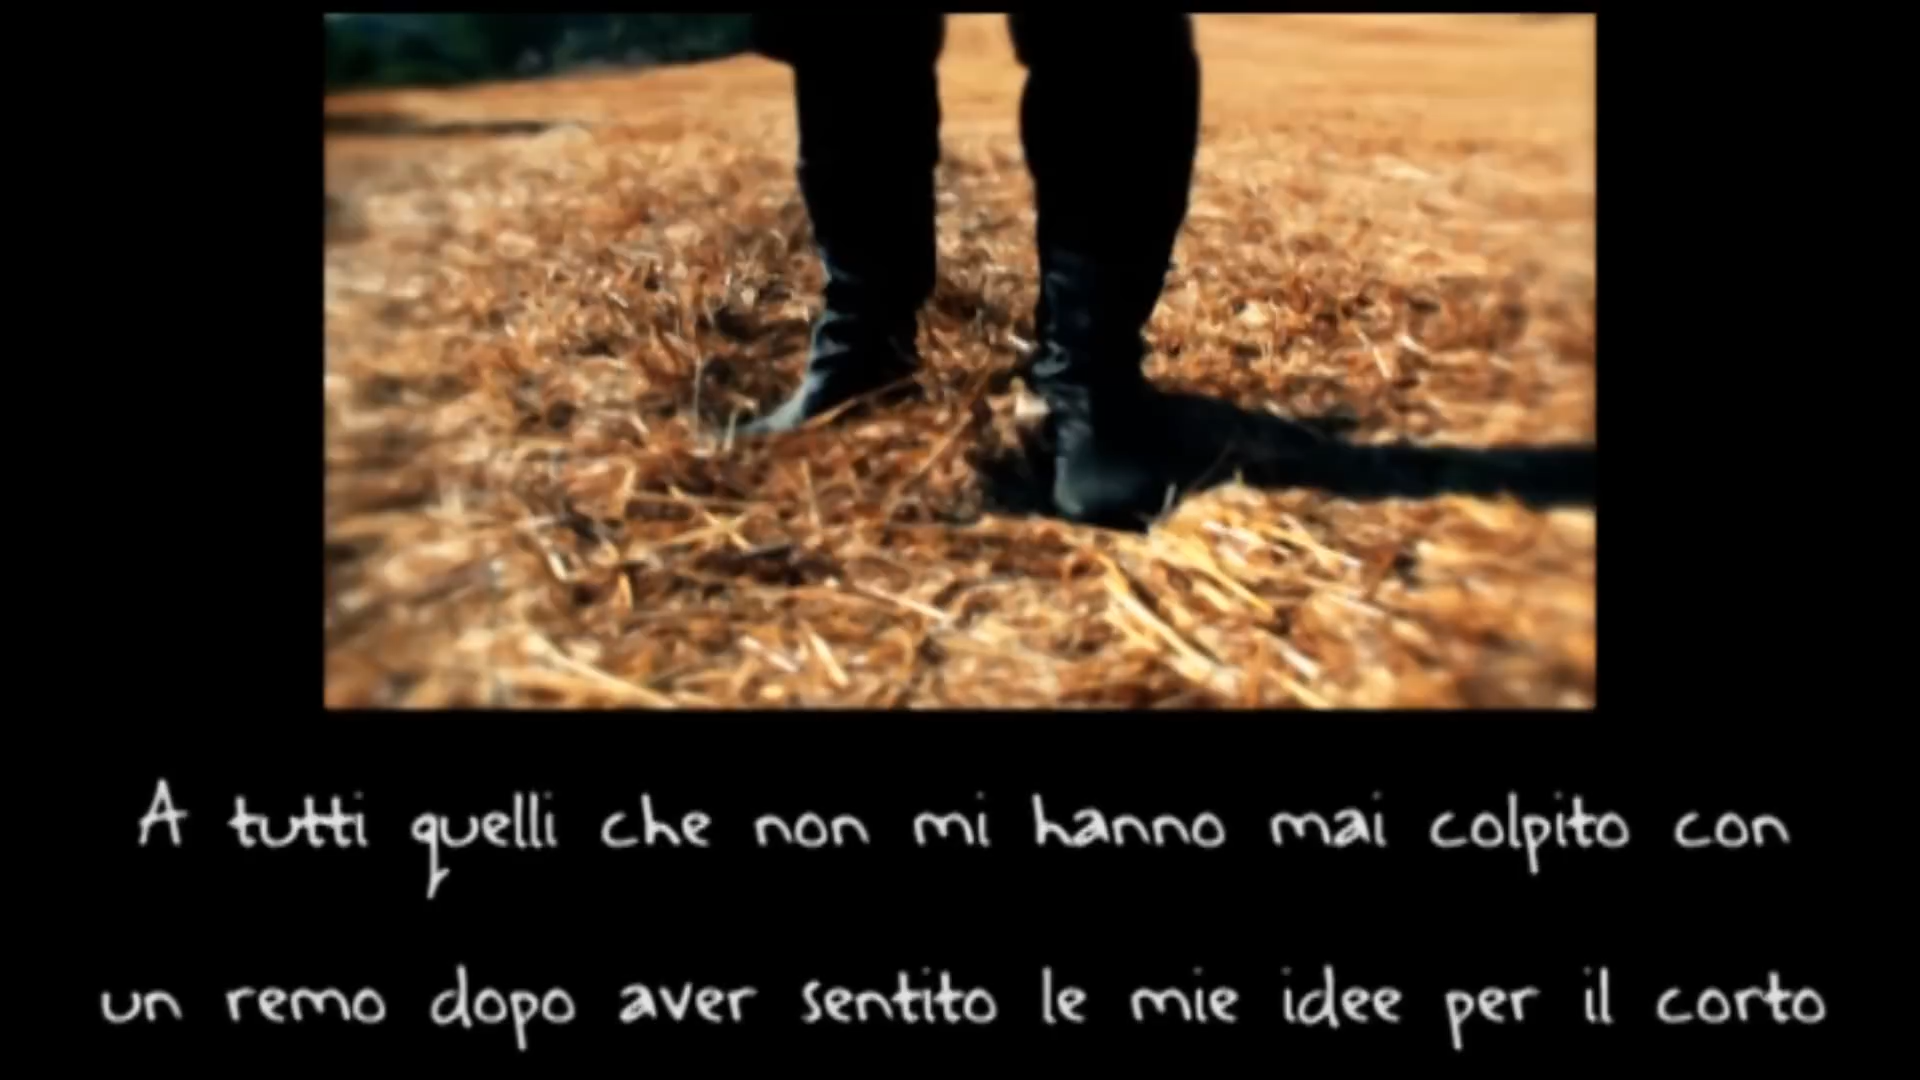 A tutti quelli che non mi hanno mai colpito con
un remo dopo aver sentito le mie idee per il corto